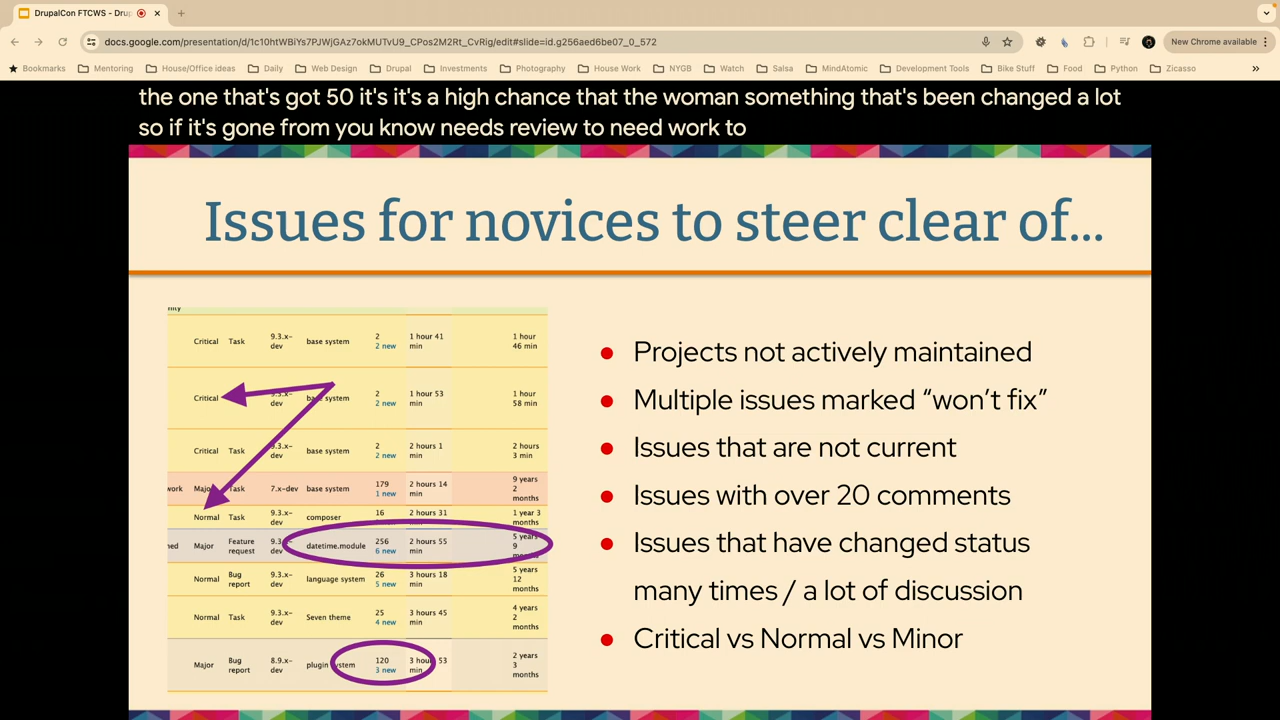 DrupalCon FTCWS - Drup
docs.google.com/presentation/d/1c10htWBiYs7PJWjGAz7okMUTvU9_CPos2M2Rt_CvRig/edit#slide=id.g256aed6be07_0_572
New Chrome available
Bookmarks Mentoring House/Office ideas Daily Web Design Drupal Investments Photography House Work NYGB Watch Salsa MindAtomic Development Tools Bike Stuff Food Python Zicasso
the one that's got 50 it's it's a high chance that the woman something that's been changed a lot
so if it's gone from you know needs review to need work to
Issues for novices to steer clear of...
Critical Task 9.3.x- base system 2 1 hour 41 1 hour
dev 2 new min 46 min
Critical 9.3.x- base system 2 1 hour 53 1 hour
dev 2 new min 58 min
Critical Task 9.3.x- base system 2 2 hours 1 2 hours
dev 2 new min 3 min
work Major Task 7.x-dev base system 179 2 hours 14 9 years
1 new min 2
months
Normal Task 9.3.x- composer 16 2 hours 31 1 year 3
dev min months
ned Major Feature 9.3. datetime.module 256 2 hours 55 5 years
request dev 6 new min 9
months
Normal Bug 9.3.x- language system 26 3 hours 18 5 years
report dev 5 new min 12
months
Normal Task 9.3.x- Seven theme 25 3 hours 45 4 years
dev 4 new min 2
months
Major Bug 8.9.x- plugin system 120 3 hours 53 2 years
report dev 3 new min 3
months
● Projects not actively maintained
● Multiple issues marked “won’t fix”
● Issues that are not current
● Issues with over 20 comments
● Issues that have changed status
many times / a lot of discussion
● Critical vs Normal vs Minor